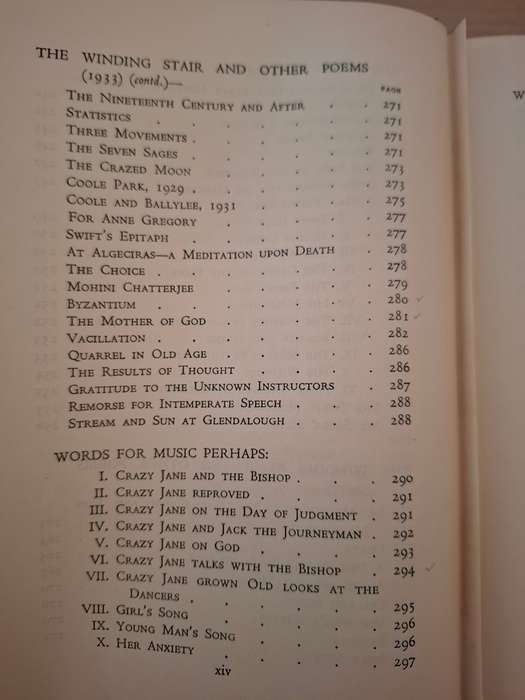 THE WINDING STAIR AND OTHER POEMS
(1933) (contd.)—
PAGE
THE NINETEENTH CENTURY AND AFTER . . 271
STATISTICS . . . . . . 271
THREE MOVEMENTS . . . . . 271
THE SEVEN SAGES . . . . . 271
THE CRAZED MOON . . . . . 273
COOLE PARK, 1929 . . . . . 273
COOLE AND BALLYLEE, 1931 . . . . 275
FOR ANNE GREGORY . . . . . 277
SWIFT'S EPITAPH . . . . . 277
AT ALGECIRAS—A MEDITATION UPON DEATH . 278
THE CHOICE . . . . . . 278
MOHINI CHATTERJEE . . . . 279
BYZANTIUM . . . . . . 280
THE MOTHER OF GOD . . . . . 281
VACILLATION . . . . . . 282
QUARREL IN OLD AGE . . . . . 286
THE RESULTS OF THOUGHT . . . . 286
GRATITUDE TO THE UNKNOWN INSTRUCTORS . 287
REMORSE FOR INTEMPERATE SPEECH . . . 288
STREAM AND SUN AT GLENDALOUGH . . . 288
WORDS FOR MUSIC PERHAPS:
I. CRAZY JANE AND THE BISHOP . . . 290
II. CRAZY JANE REPROVED . . . . 291
III. CRAZY JANE ON THE DAY OF JUDGMENT . 291
IV. CRAZY JANE AND JACK THE JOURNEYMAN . 292
V. CRAZY JANE ON GOD . . . . 293
VI. CRAZY JANE TALKS WITH THE BISHOP . 294
VII. CRAZY JANE GROWN OLD LOOKS AT THE
DANCERS . . . . . . 295
VIII. GIRL'S SONG . . . . . 296
IX. YOUNG MAN'S SONG . . . . 296
X. HER ANXIETY . . . . . 297
xiv
W